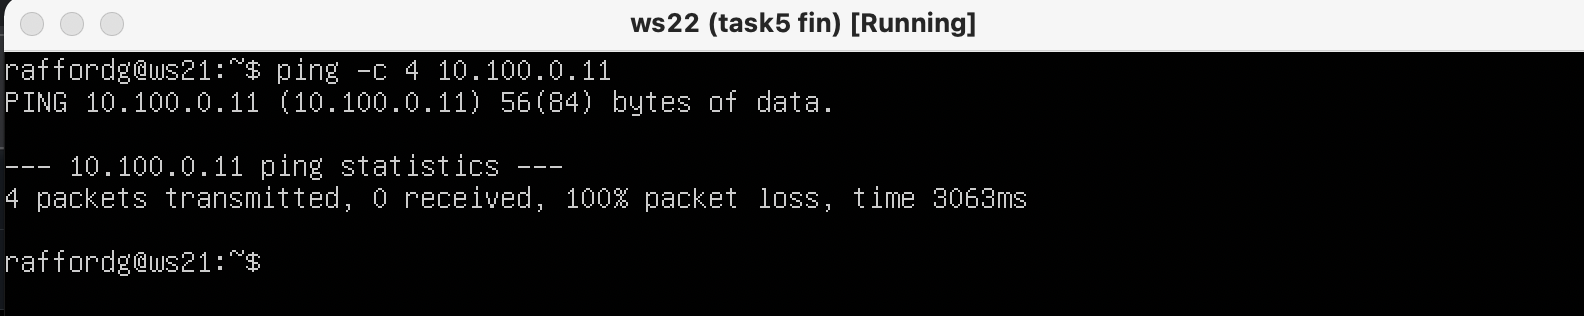 ws22 (task5 fin) [Running]
raffordg@ws21:~$ ping -c 4 10.100.0.11
PING 10.100.0.11 (10.100.0.11) 56(84) bytes of data.
--- 10.100.0.11 ping statistics ---
4 packets transmitted, 0 received, 100% packet loss, time 3063ms
raffordg@ws21:~$